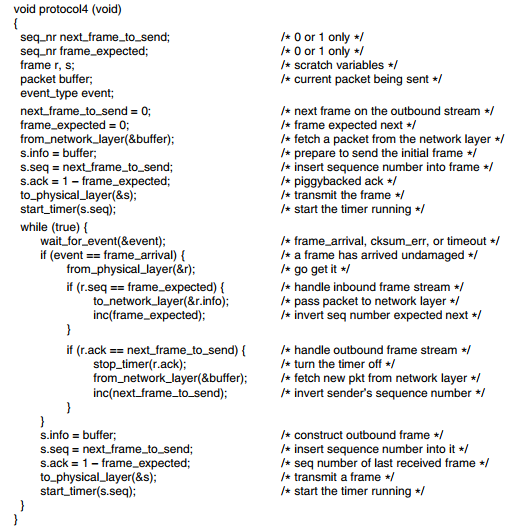 void protocol4 (void)
{
seq_nr next_frame_to_send; /* 0 or 1 only */
seq_nr frame_expected; /* 0 or 1 only */
frame r, s; /* scratch variables */
packet buffer; /* current packet being sent */
event_type event;
next_frame_to_send = 0; /* next frame on the outbound stream */
frame_expected = 0; /* frame expected next */
from_network_layer(&buffer); /* fetch a packet from the network layer */
s.info = buffer; /* prepare to send the initial frame */
s.seq = next_frame_to_send; /* insert sequence number into frame */
s.ack = 1 – frame_expected; /* piggybacked ack */
to_physical_layer(&s); /* transmit the frame */
start_timer(s.seq); /* start the timer running */
while (true) {
wait_for_event(&event); /* frame_arrival, cksum_err, or timeout */
if (event == frame_arrival) { /* a frame has arrived undamaged */
from_physical_layer(&r); /* go get it */
if (r.seq == frame_expected) { /* handle inbound frame stream */
to_network_layer(&r.info); /* pass packet to network layer */
inc(frame_expected); /* invert seq number expected next */
}
if (r.ack == next_frame_to_send) { /* handle outbound frame stream */
stop_timer(r.ack); /* turn the timer off */
from_network_layer(&buffer); /* fetch new pkt from network layer */
inc(next_frame_to_send); /* invert sender's sequence number */
}
}
s.info = buffer; /* construct outbound frame */
s.seq = next_frame_to_send; /* insert sequence number into it */
s.ack = 1 – frame_expected; /* seq number of last received frame */
to_physical_layer(&s); /* transmit a frame */
start_timer(s.seq); /* start the timer running */
}
}